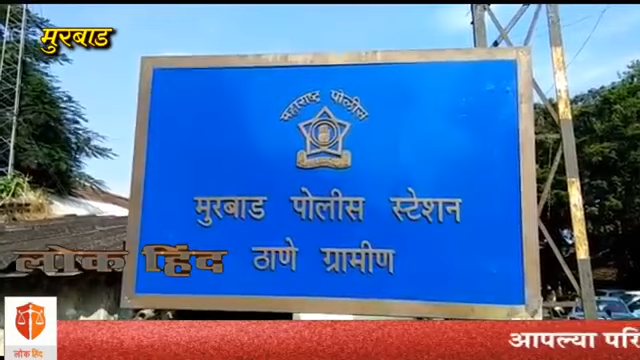 मुरबाड
महाराष्ट्र पोलीस
मुरबाड पोलीस स्टेशन
ठाणे ग्रामीण
लोक हिंद
लोक हिंद
आपल्या परि